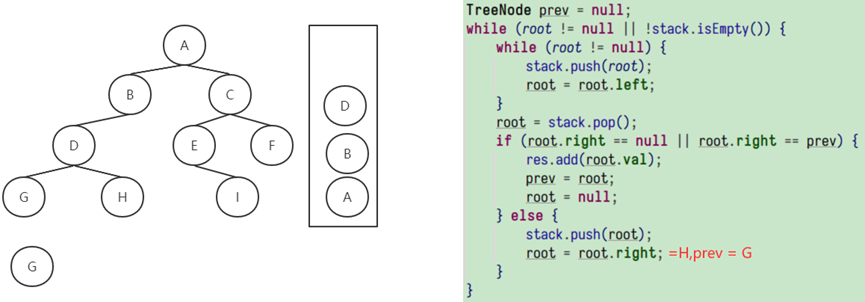 A
B
C
D
E
F
G
H
I
G
D
B
A
TreeNode prev = null;
while (root != null || !stack.isEmpty()) {
while (root != null) {
stack.push(root);
root = root.left;
}
root = stack.pop();
if (root.right == null || root.right == prev) {
res.add(root.val);
prev = root;
root = null;
} else {
stack.push(root);
root = root.right; =H,prev = G
}
}